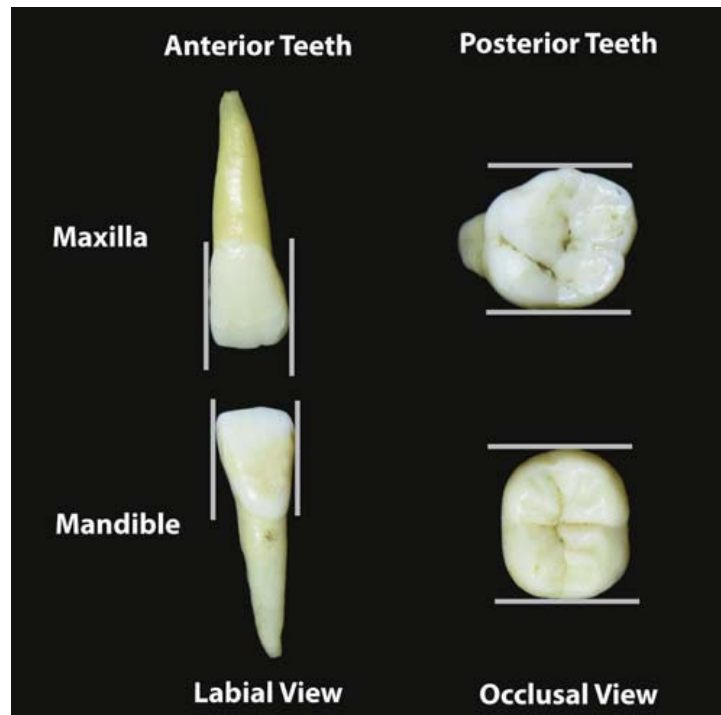 Anterior Teeth
Posterior Teeth
Maxilla
Mandible
Labial View
Occlusal View